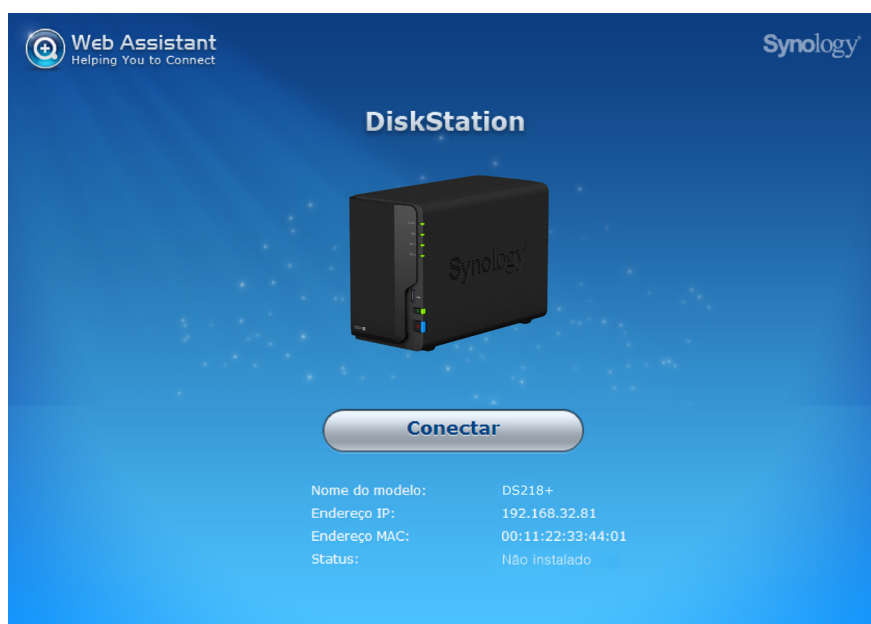 Web Assistant
Helping You to Connect
Synology
DiskStation
Synology
Conectar
Nome do modelo: DS218+
Endereço IP: 192.168.32.81
Endereço MAC: 00:11:22:33:44:01
Status: Não instalado